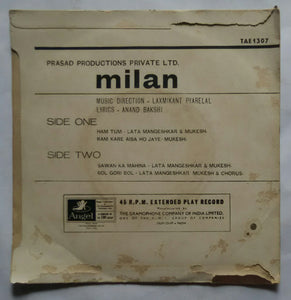 TAE 1307
PRASAD PRODUCTIONS PRIVATE LTD.
milan
MUSIC DIRECTION - LAXMIKANT PYARELAL
LYRICS - ANAND BAKSHI
SIDE ONE
HAM TUM - LATA MANGESHKAR & MUKESH.
RAM KARE AISA HO JAYE - MUKESH.
SIDE TWO
SAWAN KA MAHINA - LATA MANGESHKAR & MUKESH.
BOL GORI BOL - LATA MANGESHKAR MUKESH & CHORUS.
Angel
45 R.P.M. EXTENDED PLAY RECORD
THE GRAMOPHONE COMPANY OF INDIA LIMITED,